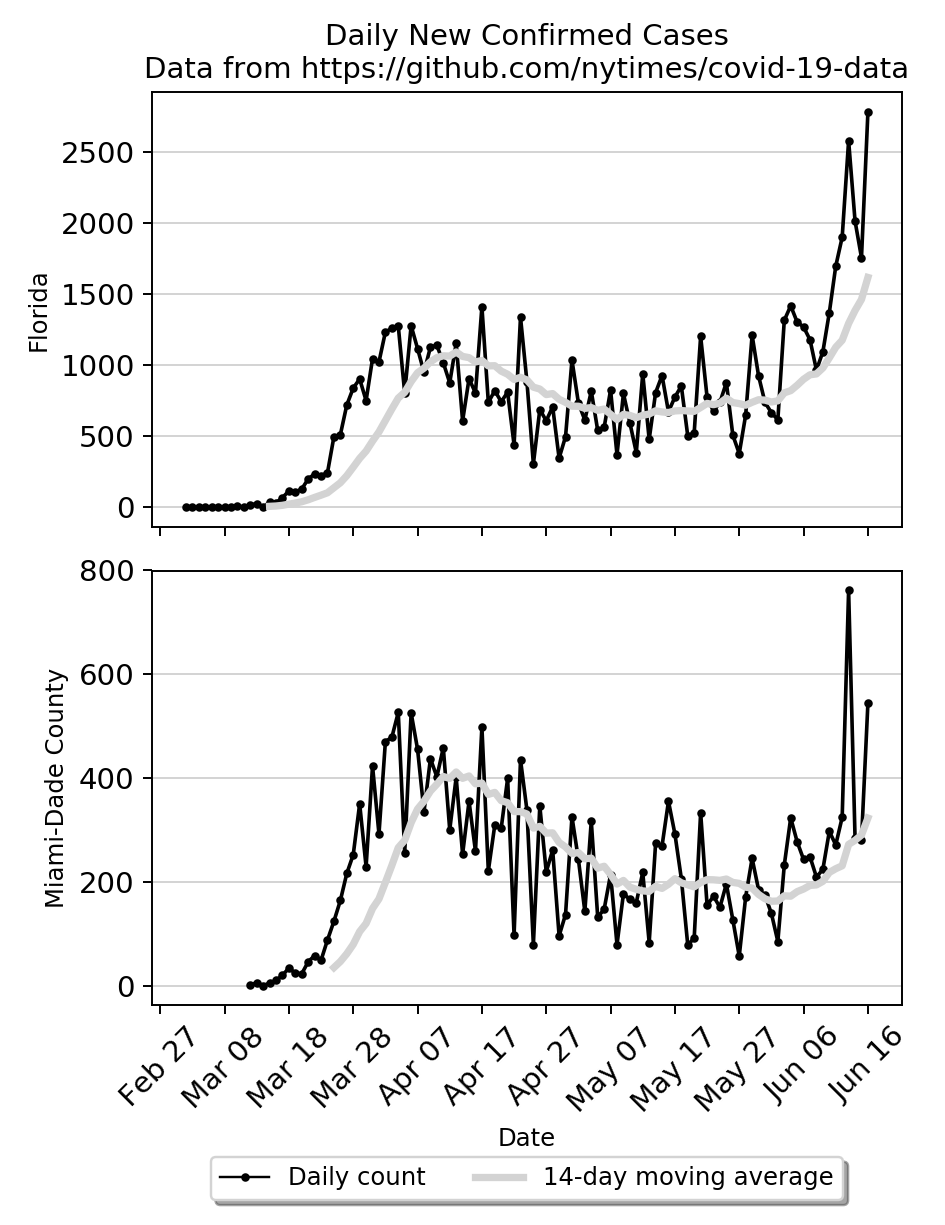 Daily New Confirmed Cases
Data from https://github.com/nytimes/covid-19-data
2500
2000
1500
1000
500
0
Florida
800
600
400
200
0
Miami-Dade County
Feb 27
Mar 08
Mar 18
Mar 28
Apr 07
Apr 17
Apr 27
May 07
May 17
May 27
Jun 06
Jun 16
Date
Daily count
14-day moving average